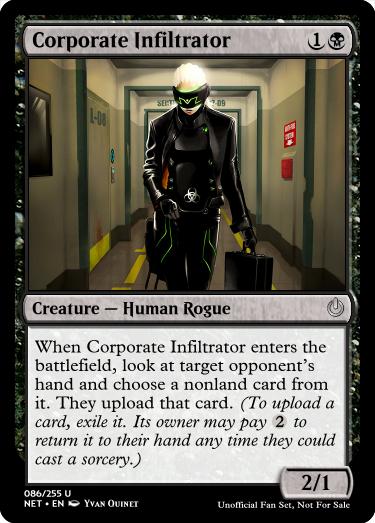 Corporate Infiltrator 1
L-08
Creature — Human Rogue
When Corporate Infiltrator enters the
battlefield, look at target opponent's
hand and choose a nonland card from
it. They upload that card. (To upload a
card, exile it. Its owner may pay 2 to
return it to their hand any time they could
cast a sorcery.)
2/1
086/255 U
NET • EN Yvan Quinet
Unofficial Fan Set, Not For Sale